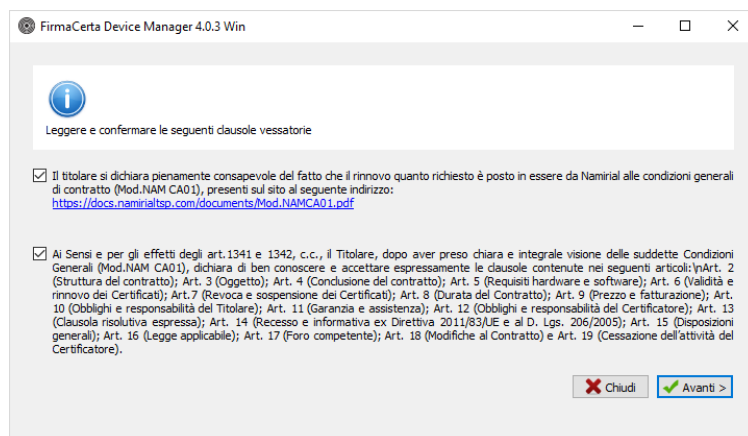 FirmaCerta Device Manager 4.0.3 Win
Leggere e confermare le seguenti clausole vessatorie
Il titolare si dichiara pienamente consapevole del fatto che il rinnovo quanto richiesto è posto in essere da Namirial alle condizioni generali
di contratto (Mod.NAM CA01), presenti sul sito al seguente indirizzo:
https://docs.namirialtsp.com/documents/Mod.NAMCA01.pdf
Ai Sensi e per gli effetti degli art.1341 e 1342, c.c., il Titolare, dopo aver preso chiara e integrale visione delle suddette Condizioni
Generali (Mod.NAM CA01), dichiara di ben conoscere e accettare espressamente le clausole contenute nei seguenti articoli:\nArt. 2
(Struttura del contratto); Art. 3 (Oggetto); Art. 4 (Conclusione del contratto); Art. 5 (Requisiti hardware e software); Art. 6 (Validità e
rinnovo dei Certificati); Art.7 (Revoca e sospensione dei Certificati); Art. 8 (Durata del Contratto); Art. 9 (Prezzo e fatturazione); Art.
10 (Obblighi e responsabilità del Titolare); Art. 11 (Garanzia e assistenza); Art. 12 (Obblighi e responsabilità del Certificatore); Art. 13
(Clausola risolutiva espressa); Art. 14 (Recesso e informativa ex Direttiva 2011/83/UE e al D. Lgs. 206/2005); Art. 15 (Disposizioni
generali); Art. 16 (Legge applicabile); Art. 17 (Foro competente); Art. 18 (Modifiche al Contratto) e Art. 19 (Cessazione dell'attività del
Certificatore).
Chiudi
Avanti >